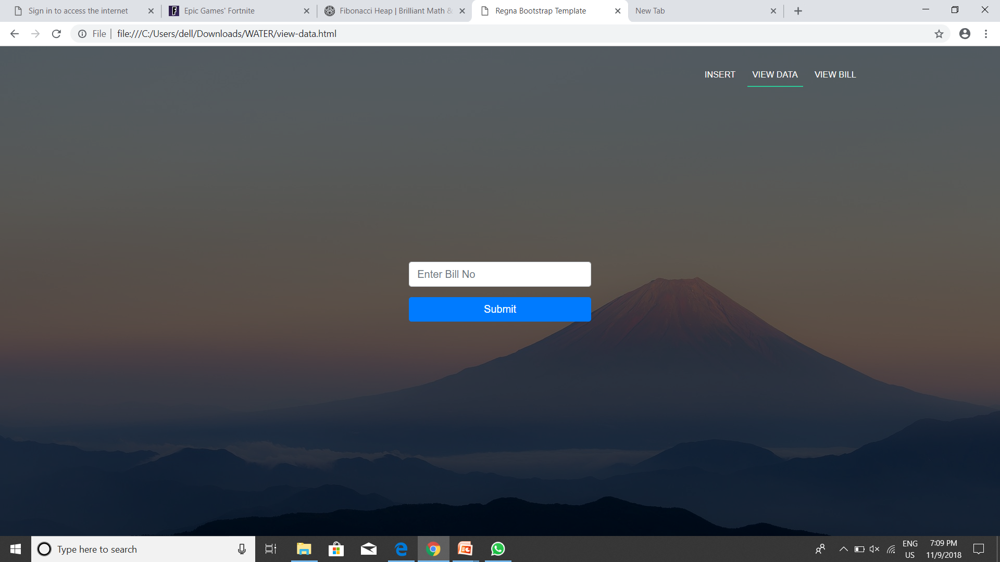 Sign in to access the internet
Epic Games' Fortnite
Fibonacci Heap | Brilliant Math &
Regna Bootstrap Template
New Tab
File | file:///C:/Users/dell/Downloads/WATER/view-data.html
INSERT VIEW DATA VIEW BILL
Enter Bill No
Submit
Type here to search
ENG
US
7:09 PM
11/9/2018